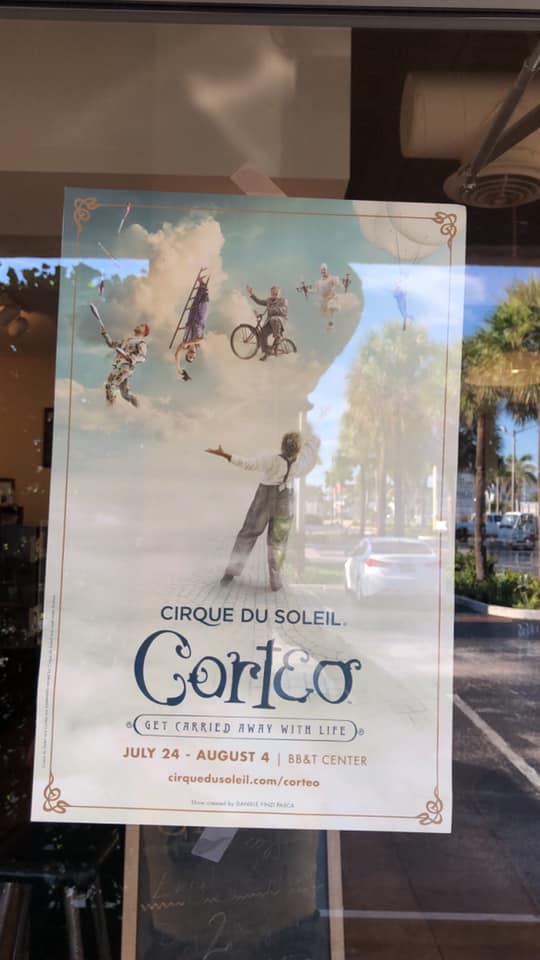 CIRQUE DU SOLEIL.
Corteo
GET CARRIED AWAY WITH LIFE
JULY 24 - AUGUST 4 | BB&T CENTER
cirquedusoleil.com/corteo
Show created by DANIELE FINZI PASCA